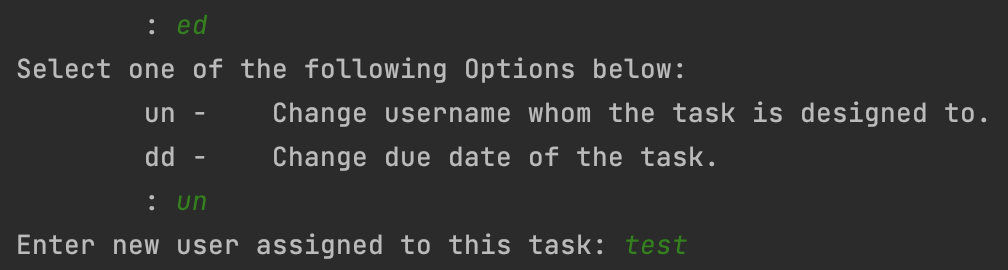 : ed
Select one of the following Options below:
un - Change username whom the task is designed to.
dd - Change due date of the task.
: un
Enter new user assigned to this task: test